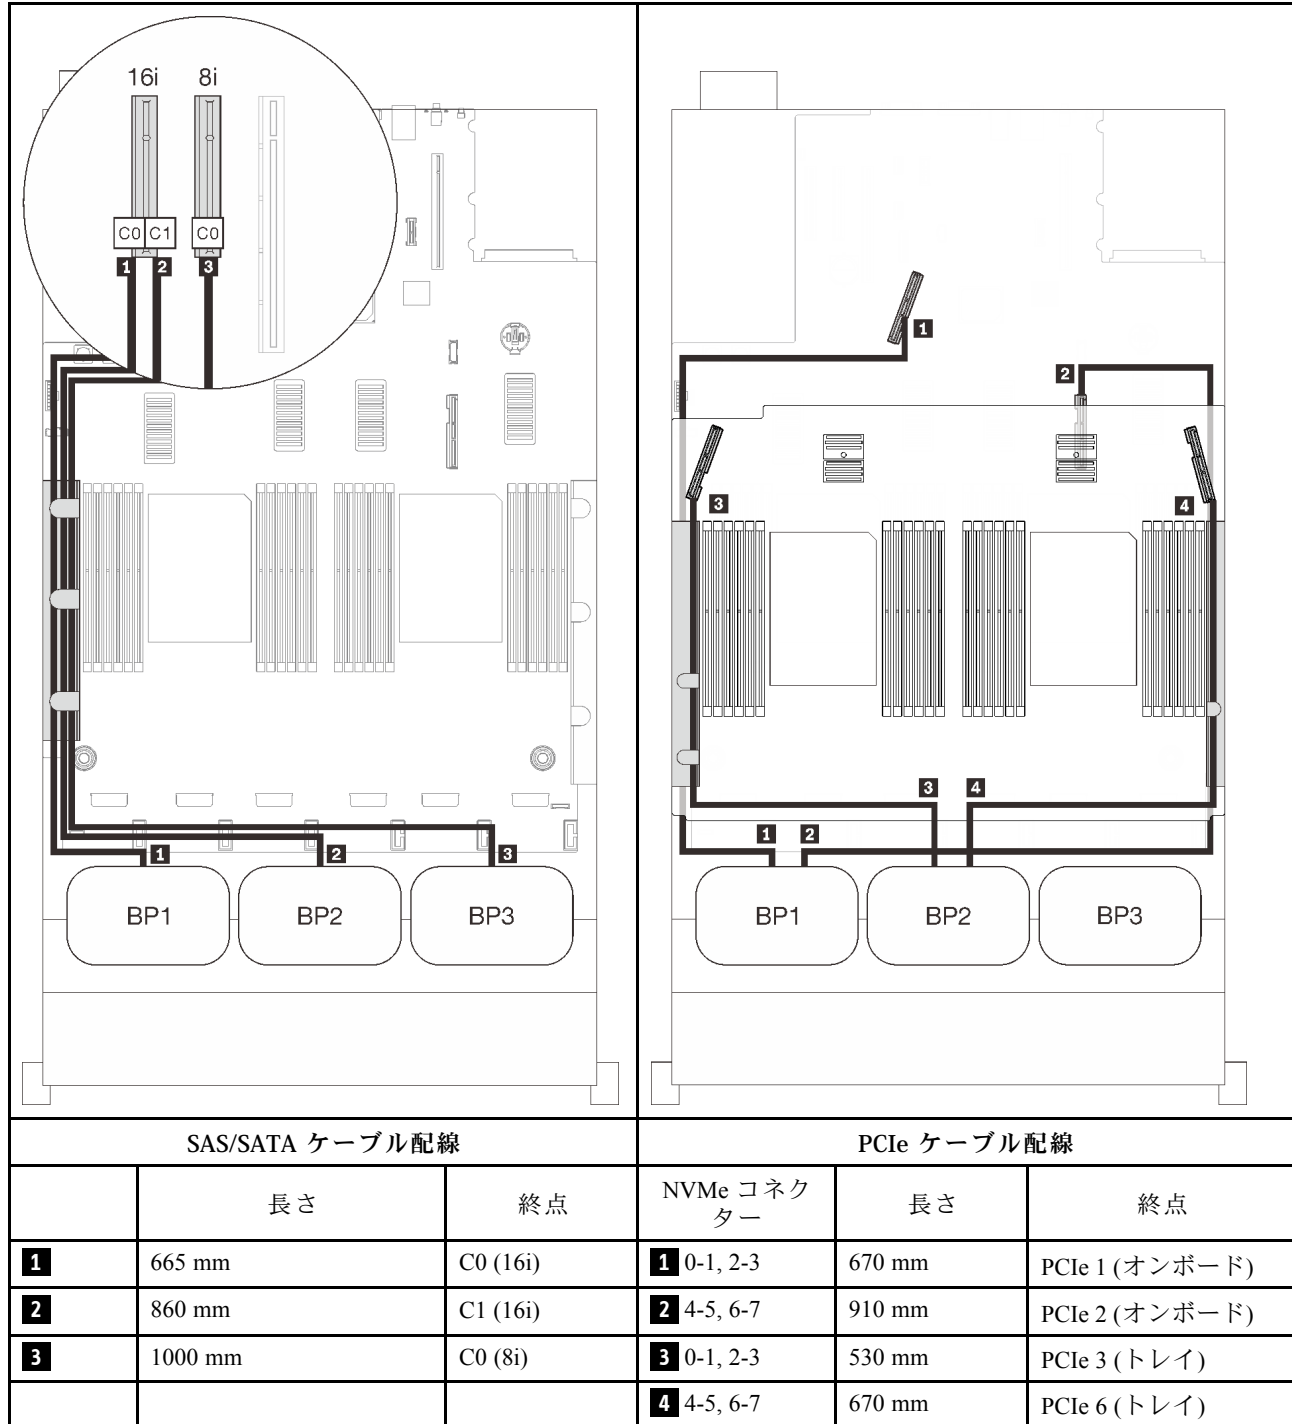 16i 8i
C0 C1 C0
1 2 3
1 2 3
BP1 BP2 BP3
1
2
3 4
3 4
1 2
BP1 BP2 BP3
SAS/SATA ケーブル配線 PCIe ケーブル配線
長さ 終点 NVMe コネク
ター 長さ 終点
1 665 mm C0 (16i) 1 0-1, 2-3 670 mm PCIe 1 (オンボード)
2 860 mm C1 (16i) 2 4-5, 6-7 910 mm PCIe 2 (オンボード)
3 1000 mm C0 (8i) 3 0-1, 2-3 530 mm PCIe 3 (トレイ)
4 4-5, 6-7 670 mm PCIe 6 (トレイ)